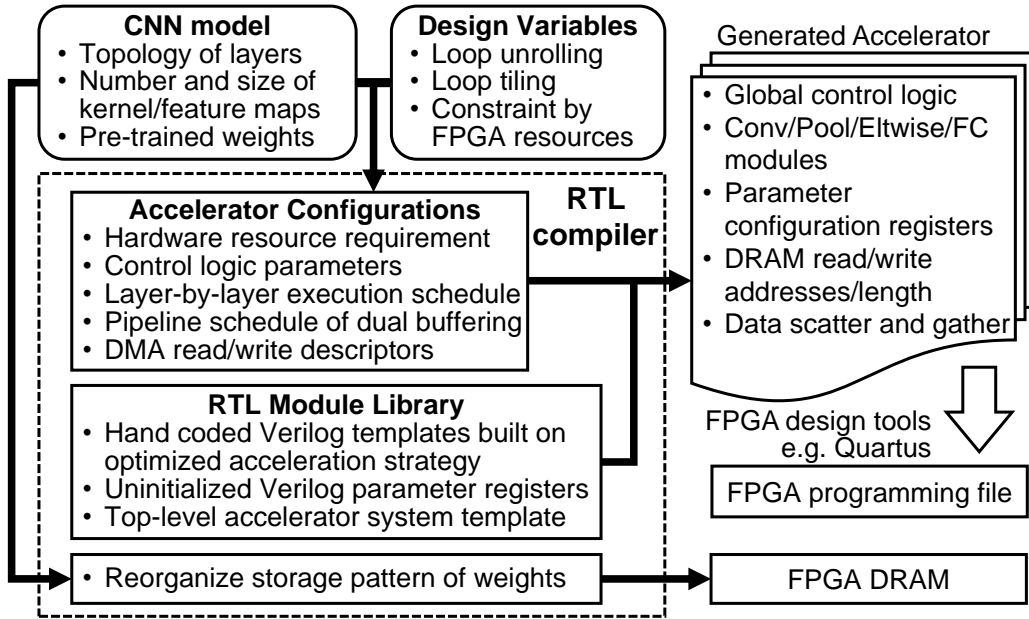 CNN model
• Topology of layers
• Number and size of
kernel/feature maps
• Pre-trained weights
Design Variables
• Loop unrolling
• Loop tiling
• Constraint by
FPGA resources
Generated Accelerator
• Global control logic
• Conv/Pool/Eltwise/FC
modules
• Parameter
configuration registers
• DRAM read/write
addresses/length
• Data scatter and gather
RTL
compiler
Accelerator Configurations
• Hardware resource requirement
• Control logic parameters
• Layer-by-layer execution schedule
• Pipeline schedule of dual buffering
• DMA read/write descriptors
RTL Module Library
• Hand coded Verilog templates built on
optimized acceleration strategy
• Uninitialized Verilog parameter registers
• Top-level accelerator system template
• Reorganize storage pattern of weights
FPGA design tools
e.g. Quartus
FPGA programming file
FPGA DRAM